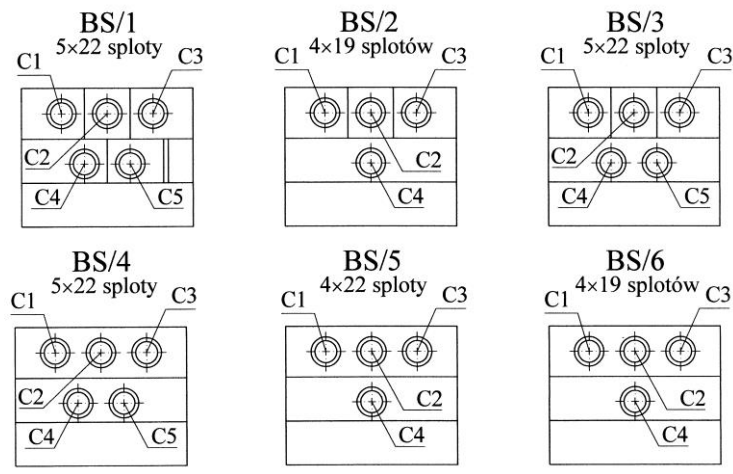 BS/1
5×22 sploty
C1
C3
C2
C4
C5
BS/2
4×19 splotów
C1
C3
C2
C4
BS/3
5×22 sploty
C1
C3
C2
C4
C5
BS/4
5×22 sploty
C1
C3
C2
C4
C5
BS/5
4×22 sploty
C1
C3
C2
C4
BS/6
4×19 splotów
C1
C3
C2
C4